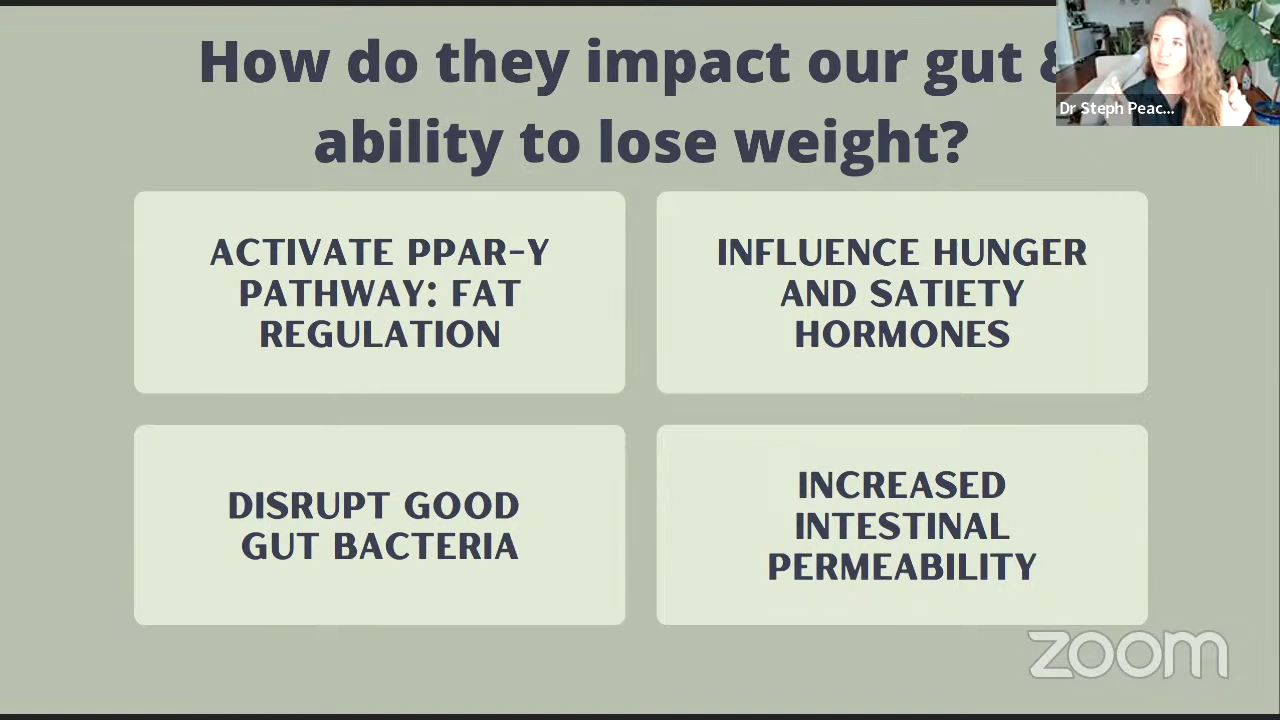 How do they impact our gut &
ability to lose weight?
Dr Steph Peac...
ACTIVATE PPAR-Y
PATHWAY: FAT
REGULATION
INFLUENCE HUNGER
AND SATIETY
HORMONES
DISRUPT GOOD
GUT BACTERIA
INCREASED
INTESTINAL
PERMEABILITY
zoom